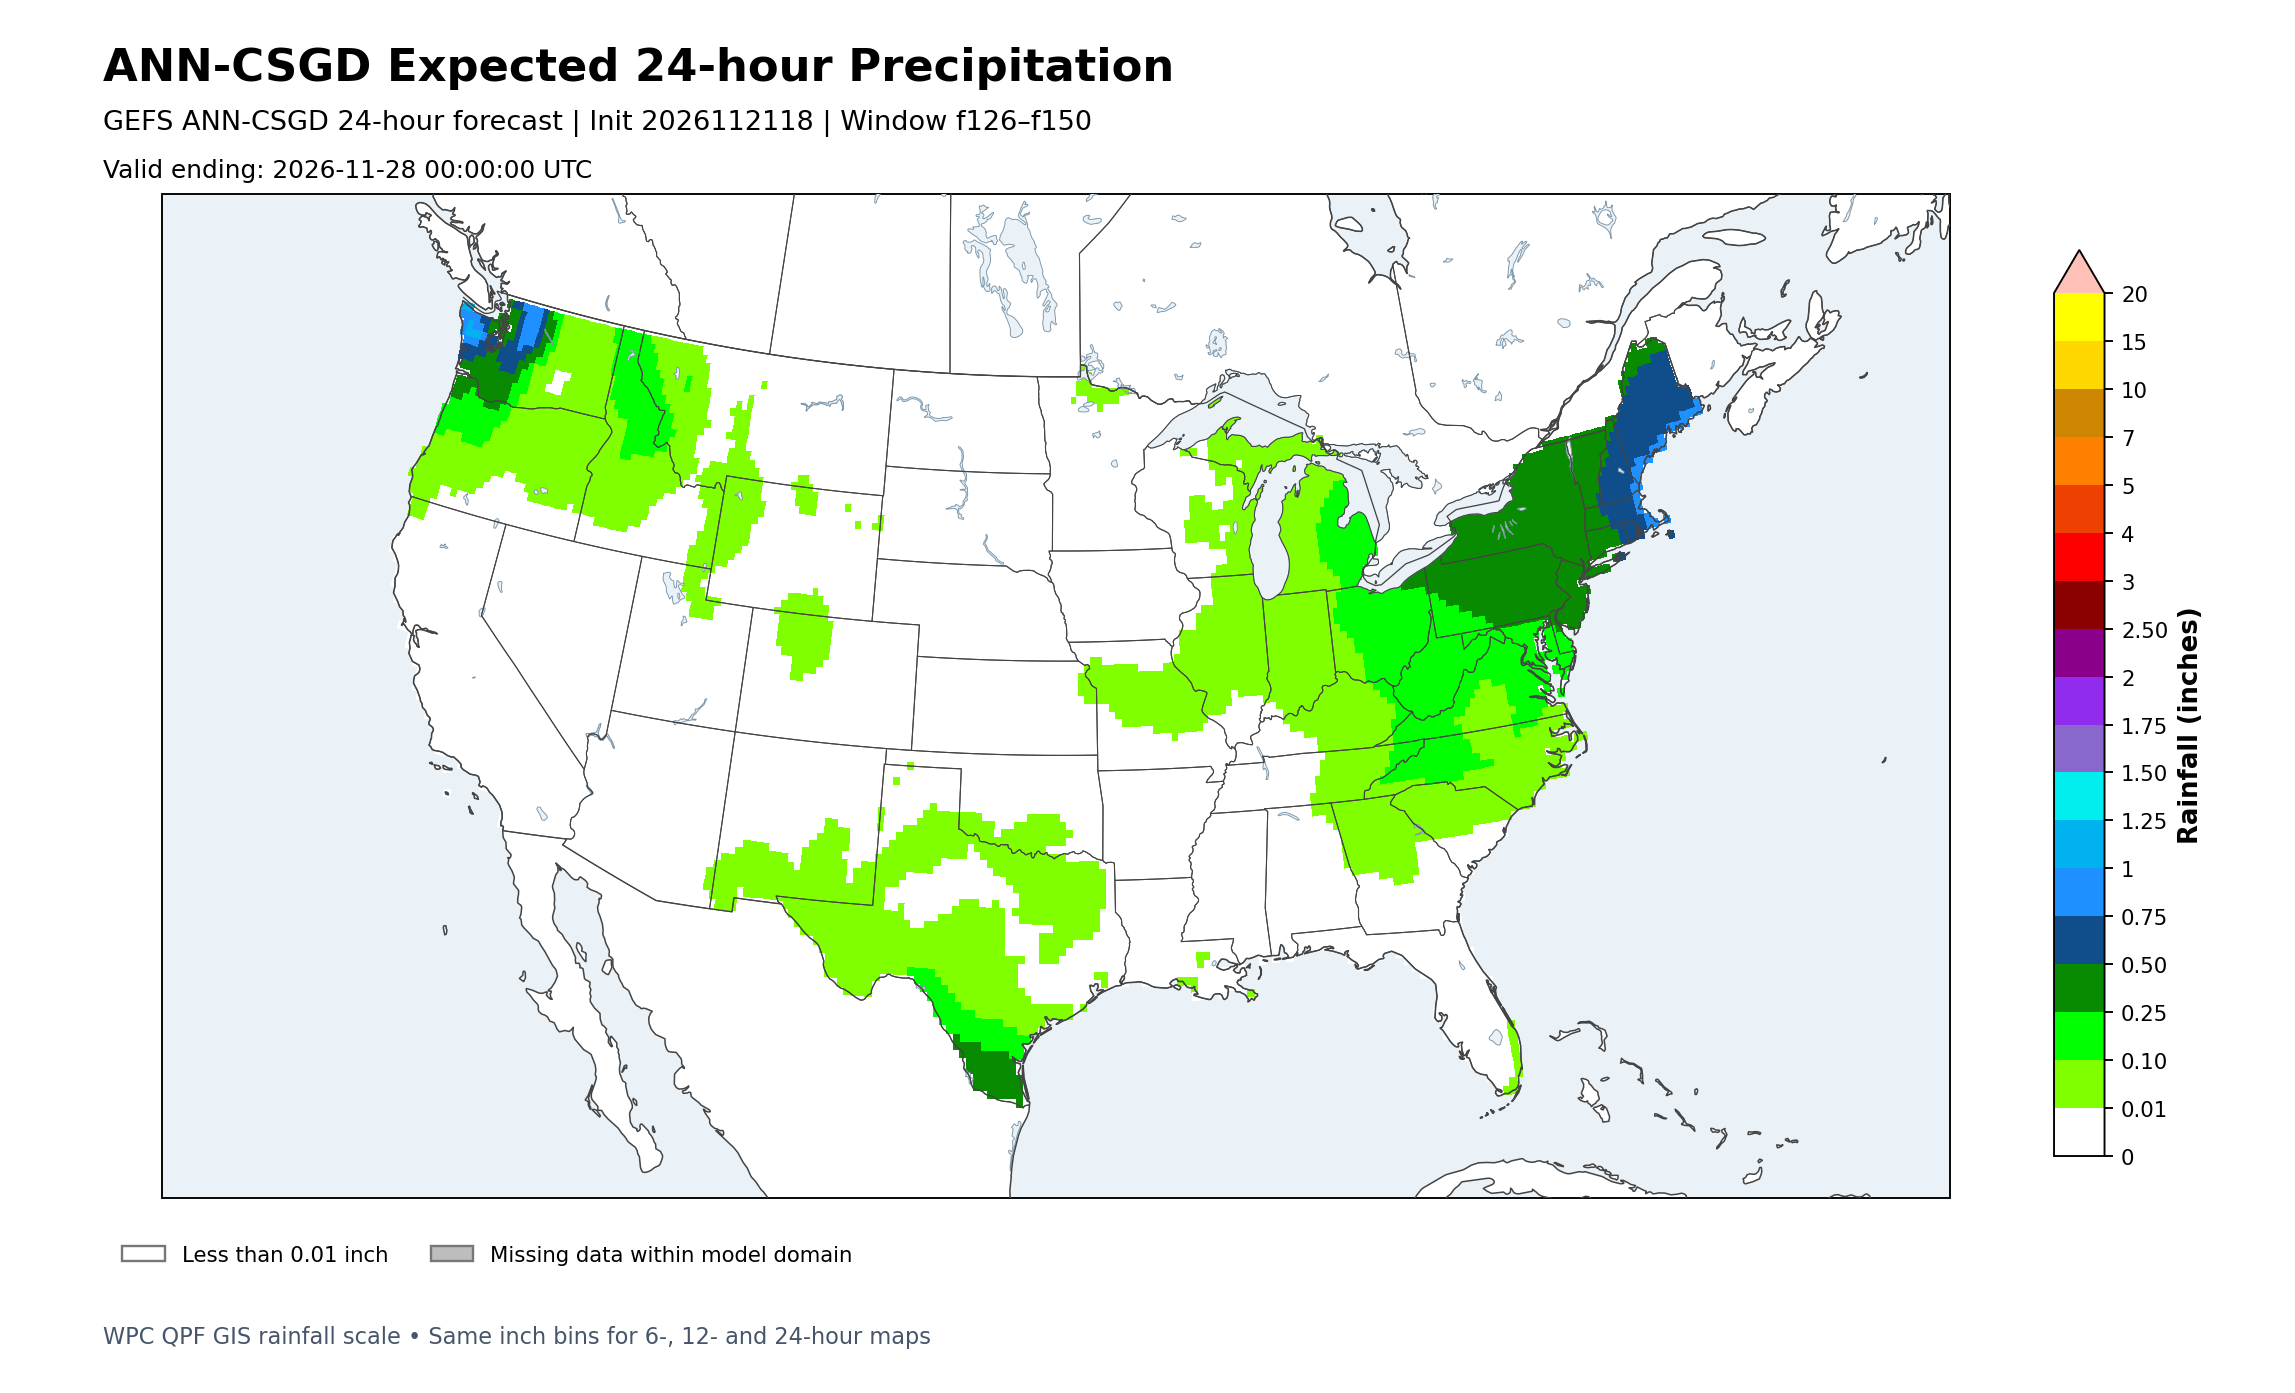 ANN-CSGD Expected 24-hour Precipitation
GEFS ANN-CSGD 24-hour forecast | Init 2026112118 | Window f126–f150
Valid ending: 2026-11-28 00:00:00 UTC
20
15
10
7
5
4
3
2.50
2
1.75
1.50
1.25
1
0.75
0.50
0.25
0.10
0.01
0
Rainfall (inches)
Less than 0.01 inch
Missing data within model domain
WPC QPF GIS rainfall scale • Same inch bins for 6-, 12- and 24-hour maps